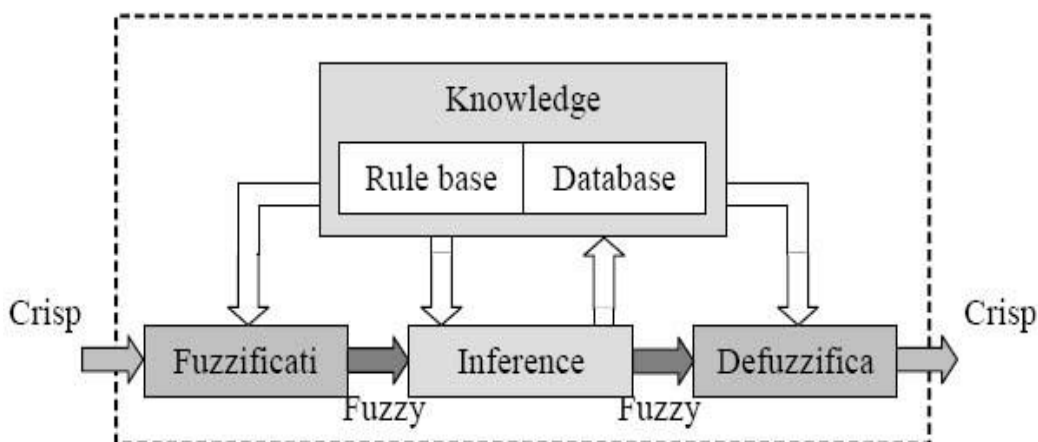 Knowledge
Rule base
Database
Crisp
Crisp
Fuzzificati
Inference
Defuzzifica
Fuzzy
Fuzzy